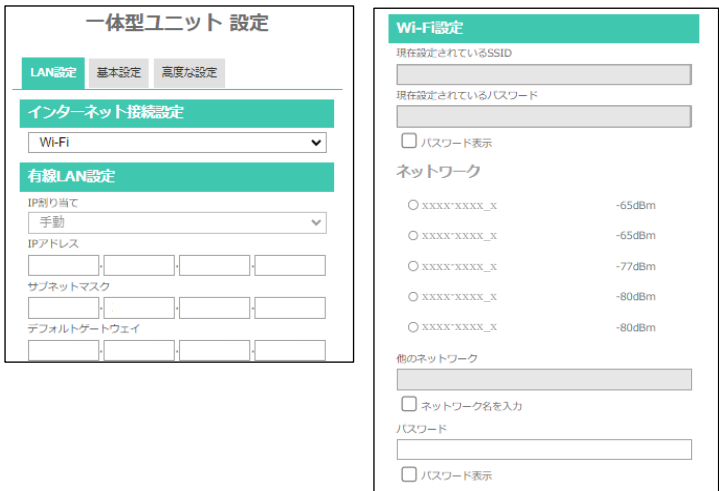 一体型ユニット 設定
LAN設定 基本設定 高度な設定
インターネット接続設定
Wi-Fi
有線LAN設定
IP割り当て
手動
IPアドレス
サブネットマスク
デフォルトゲートウェイ
Wi-Fi設定
現在設定されているSSID
現在設定されているパスワード
パスワード表示
ネットワーク
xxxx-xxxx_x -65dBm
xxxx-xxxx_x -65dBm
xxxx-xxxx_x -77dBm
xxxx-xxxx_x -80dBm
xxxx-xxxx_x -80dBm
他のネットワーク
ネットワーク名を入力
パスワード
パスワード表示